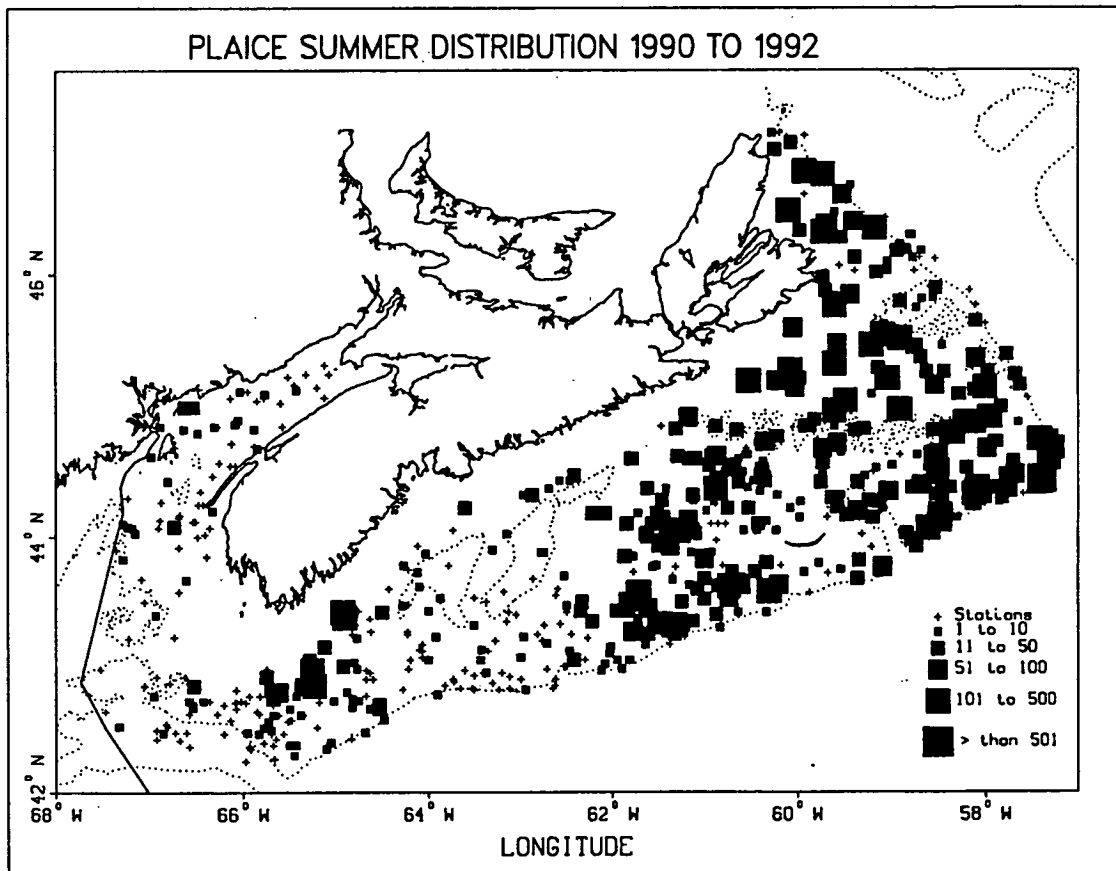 PLAICE SUMMER DISTRIBUTION 1990 TO 1992
46° N
44° N
42° N
Stations
1 to 10
11 to 50
51 to 100
101 to 500
> than 501
68° W 66° W 64° W 62° W 60° W 58° W
LONGITUDE